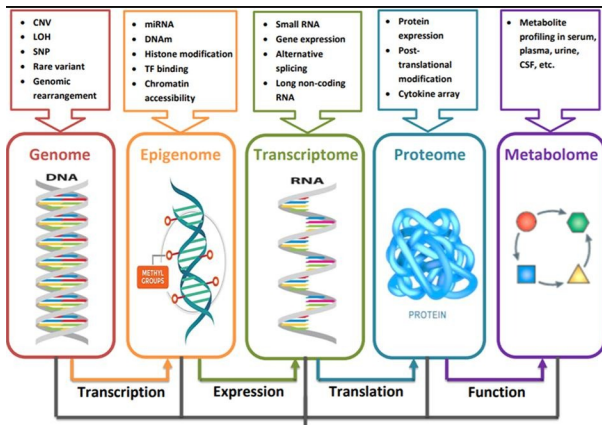 • CNV
• LOH
• SNP
• Rare variant
• Genomic
rearrangement
• miRNA
• DNAm
• Histone modification
• TF binding
• Chromatin
accessibility
• Small RNA
• Gene expression
• Alternative
splicing
• Long non-coding
RNA
• Protein
expression
• Post-
translational
modification
• Cytokine array
• Metabolite
profiling in serum,
plasma, urine,
CSF, etc.
Genome
Epigenome
Transcriptome
Proteome
Metabolome
DNA
METHYL
GROUPS
RNA
PROTEIN
Transcription
Expression
Translation
Function